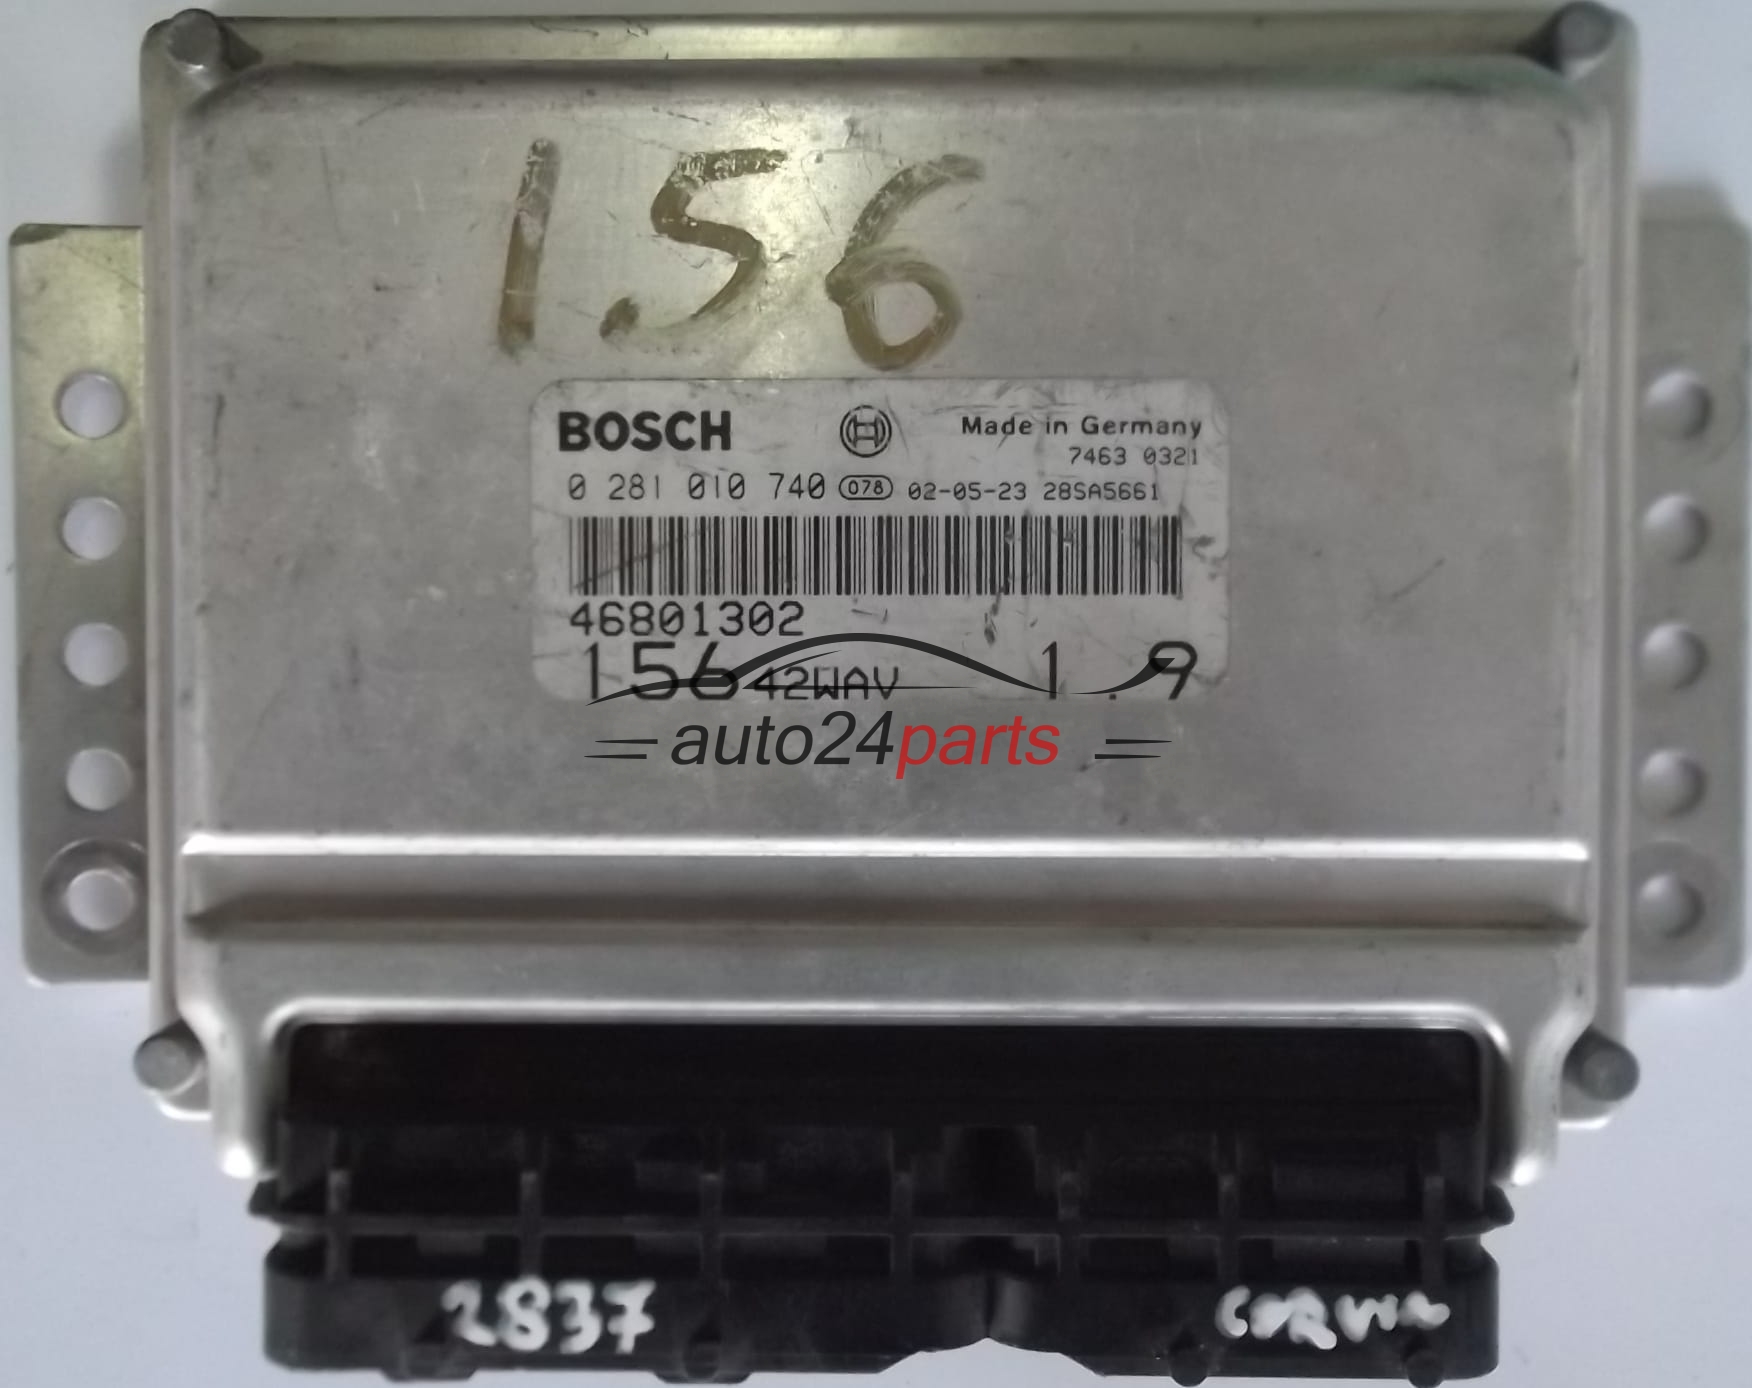 156
BOSCH Made in Germany
7463 0321
0 281 010 740 078 02-05-23 28SA5661
46801302
156 42WAV 1.9
auto24parts
2837 CORVIN